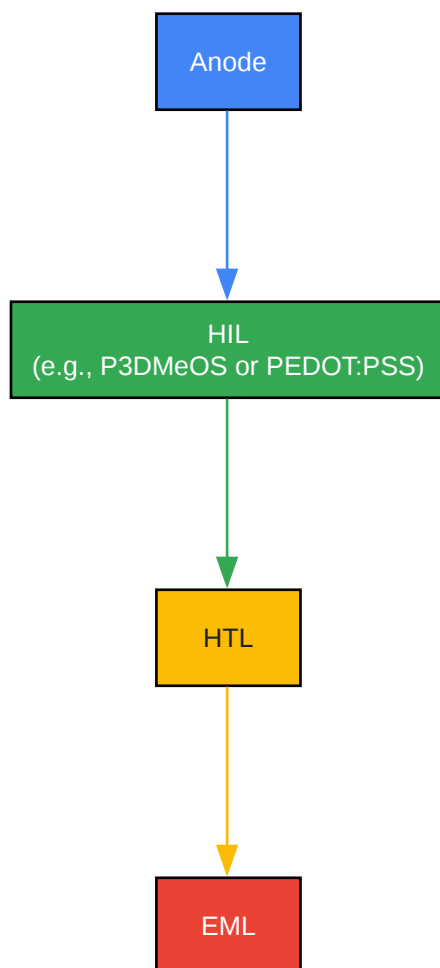 Anode
HIL
(e.g., P3DMeOS or PEDOT:PSS)
HTL
EML